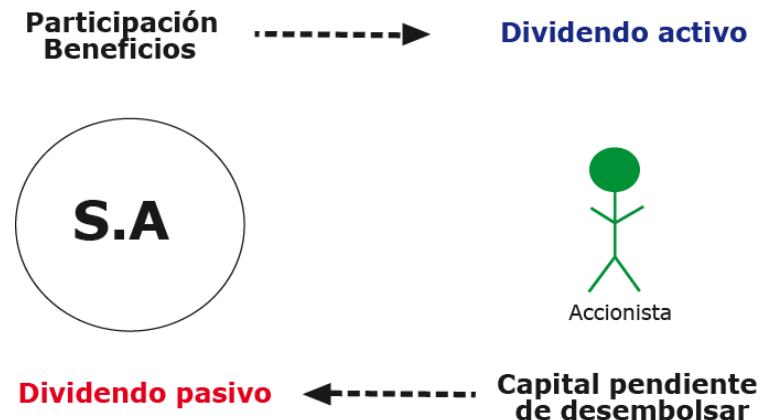 Participación
Beneficios
Dividendo activo
S.A
Accionista
Dividendo pasivo
Capital pendiente
de desembolsar